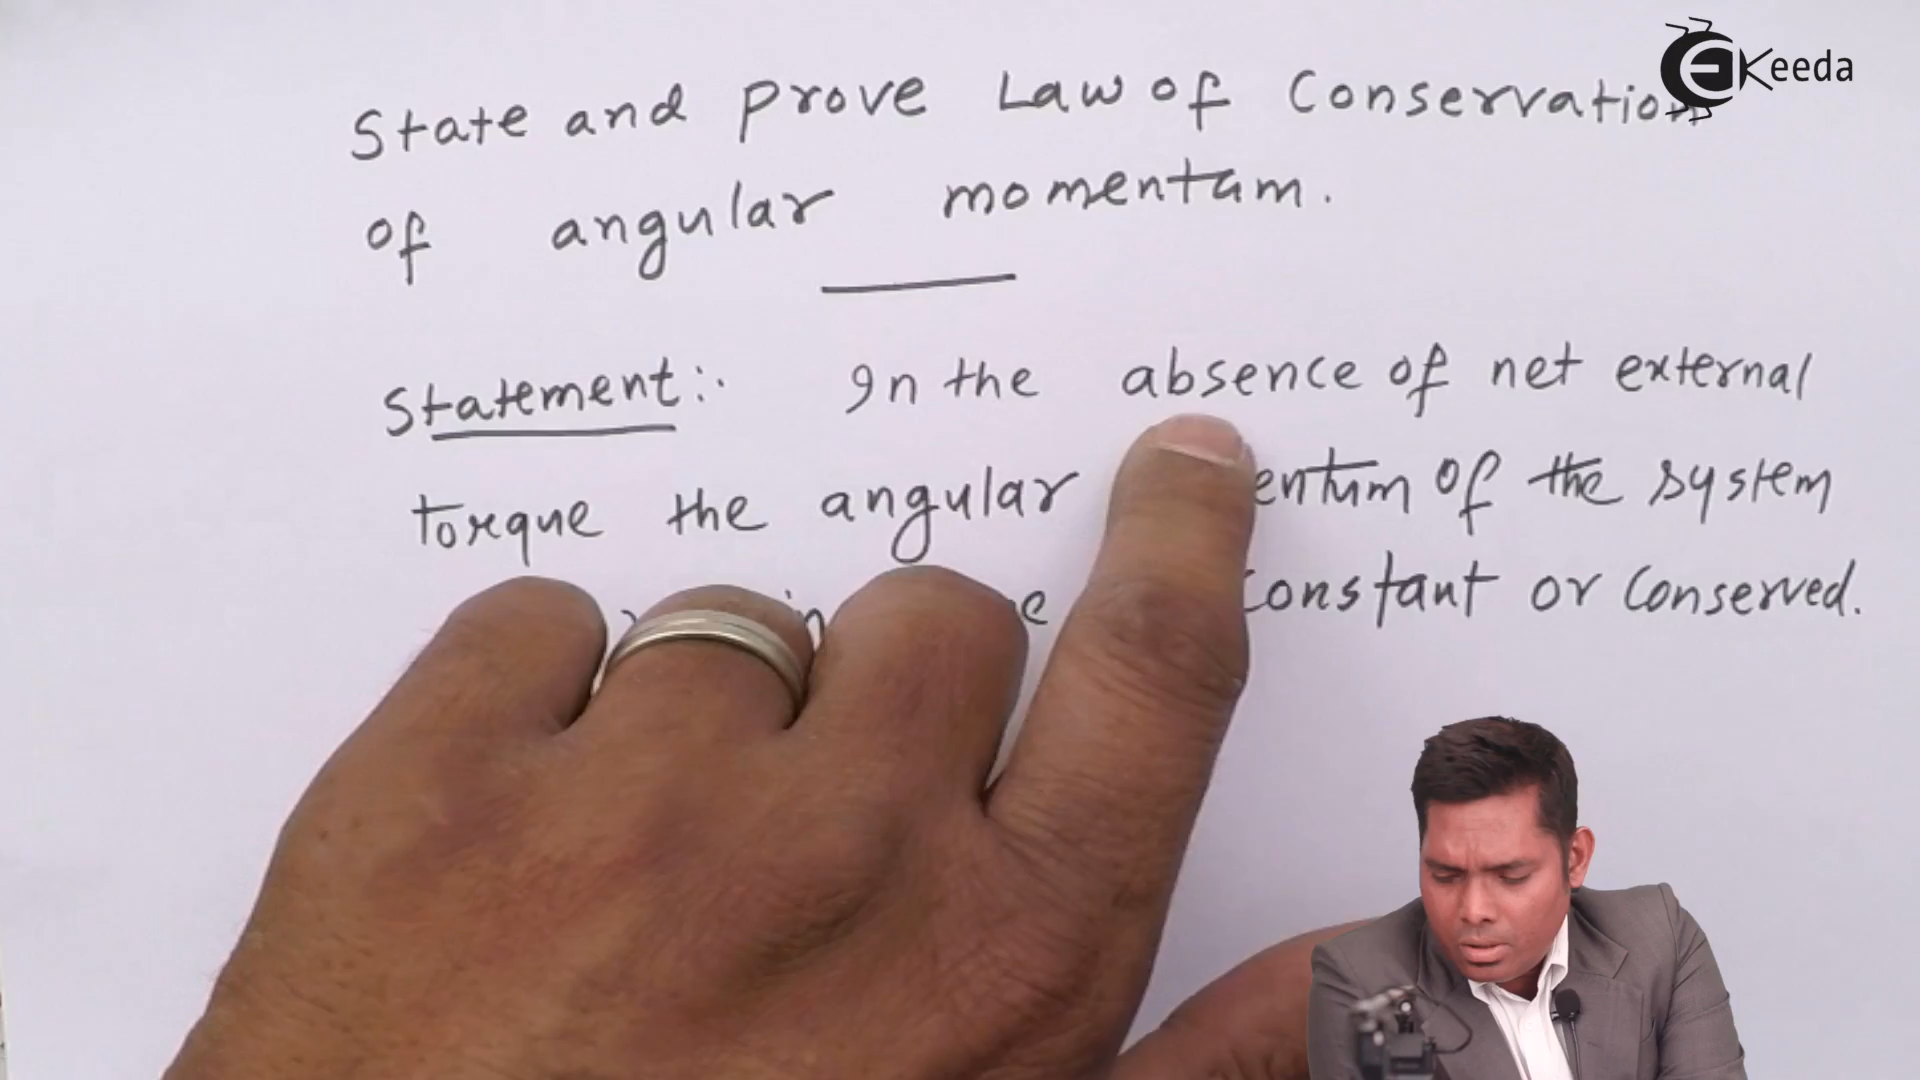 EKeeda
State and prove Law of Conservation
of angular momentum.
Statement:- In the absence of net external
torque the angular entum of the system
constant or conserved.